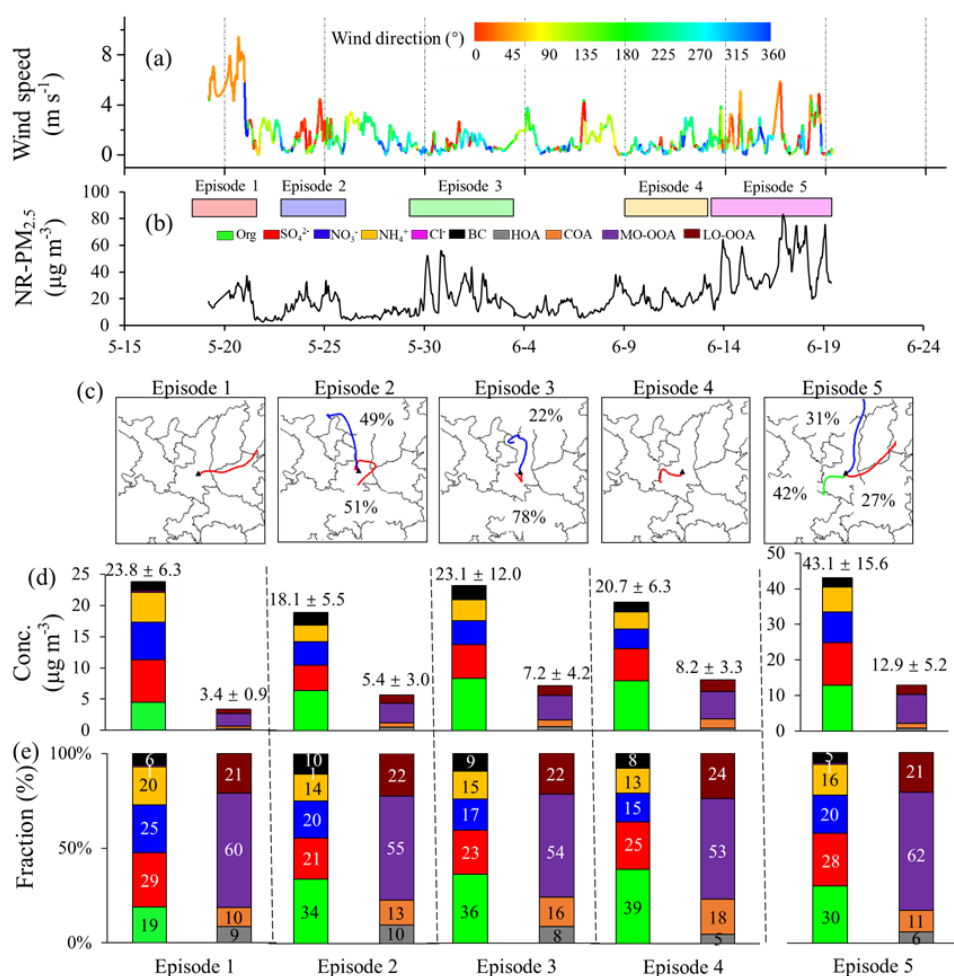 Wind direction (°)
0 45 90 135 180 225 270 315 360
(a)
Wind speed
(m s⁻¹)
8
4
0
Episode 1 Episode 2 Episode 3 Episode 4 Episode 5
(b)
Org SO₄²⁻ NO₃⁻ NH₄⁺ Cl⁻ BC HOA COA MO-OOA LO-OOA
NR-PM₂.₅
(μg m⁻³)
100
80
60
40
20
0
5-15 5-20 5-25 5-30 6-4 6-9 6-14 6-19 6-24
(c)
Episode 1 Episode 2 Episode 3 Episode 4 Episode 5
49% 22% 31%
51% 78% 42% 27%
(d)
Conc.
(μg m⁻³)
25
20
15
10
5
0
50
40
30
20
10
0
23.8 ± 6.3 18.1 ± 5.5 23.1 ± 12.0 20.7 ± 6.3 43.1 ± 15.6
3.4 ± 0.9 5.4 ± 3.0 7.2 ± 4.2 8.2 ± 3.3 12.9 ± 5.2
(e)
Fraction (%)
100%
50%
0%
6 10 9 8 5
1 1 1
20 14 15 13 16
25 20 17 15 20
29 21 23 25 28
19 34 36 39 30
21 22 22 24 21
60 55 54 53 62
10 13 16 18 11
9 10 8 5 6
Episode 1 Episode 2 Episode 3 Episode 4 Episode 5